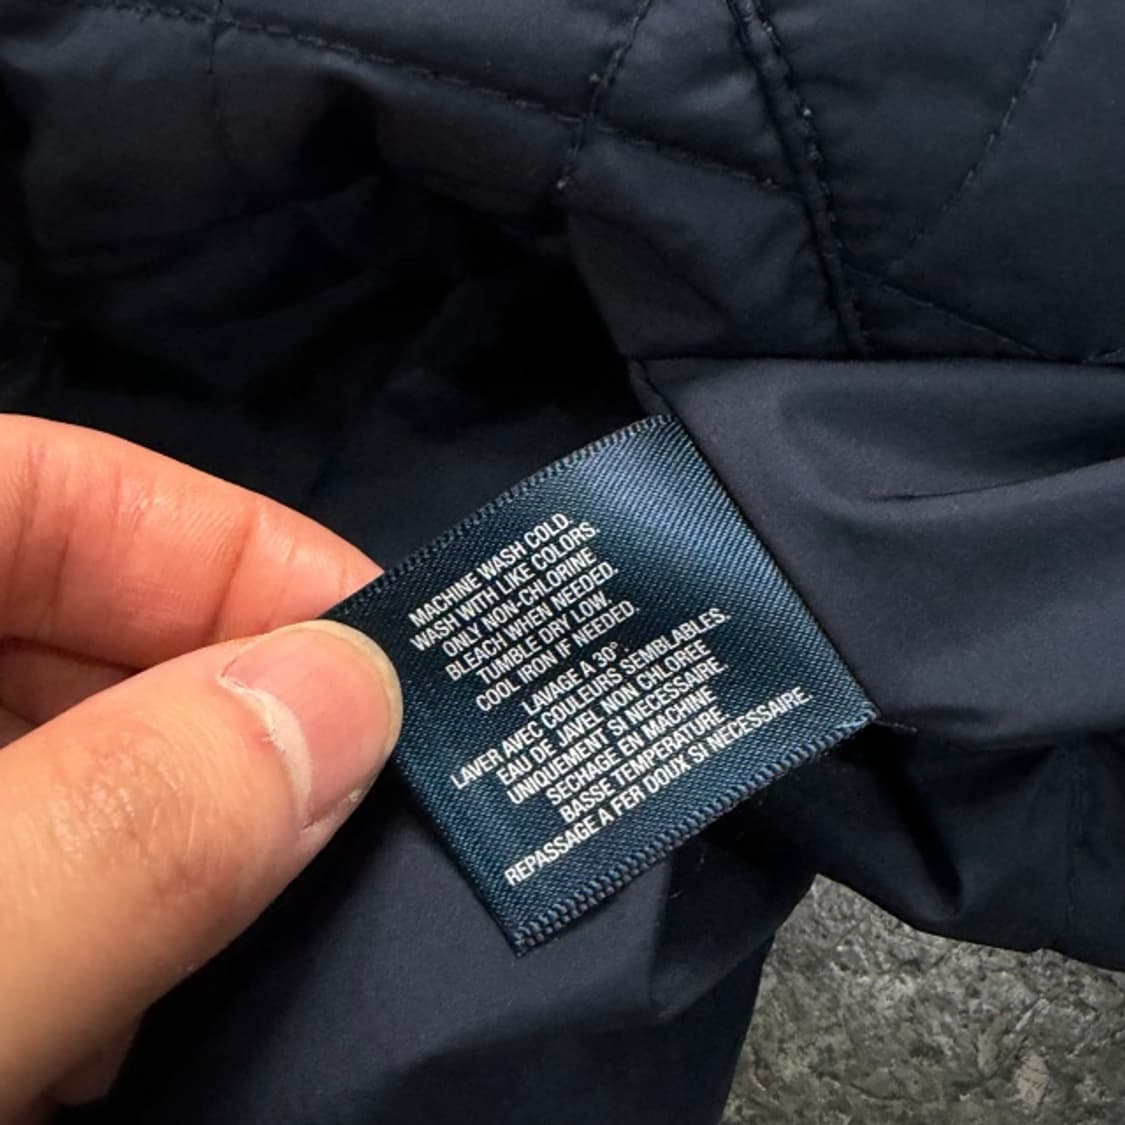 MACHINE WASH COLD.
WASH WITH LIKE COLORS.
ONLY NON-CHLORINE
BLEACH WHEN NEEDED.
TUMBLE DRY LOW.
COOL IRON IF NEEDED.
LAVAGE A 30°.
LAVER AVEC COULEURS SEMBLABLES.
EAU DE JAVEL NON CHLOREE
UNIQUEMENT SI NECESSAIRE.
SECHAGE EN MACHINE
BASSE TEMPERATURE.
REPASSAGE A FER DOUX SI NECESSAIRE.